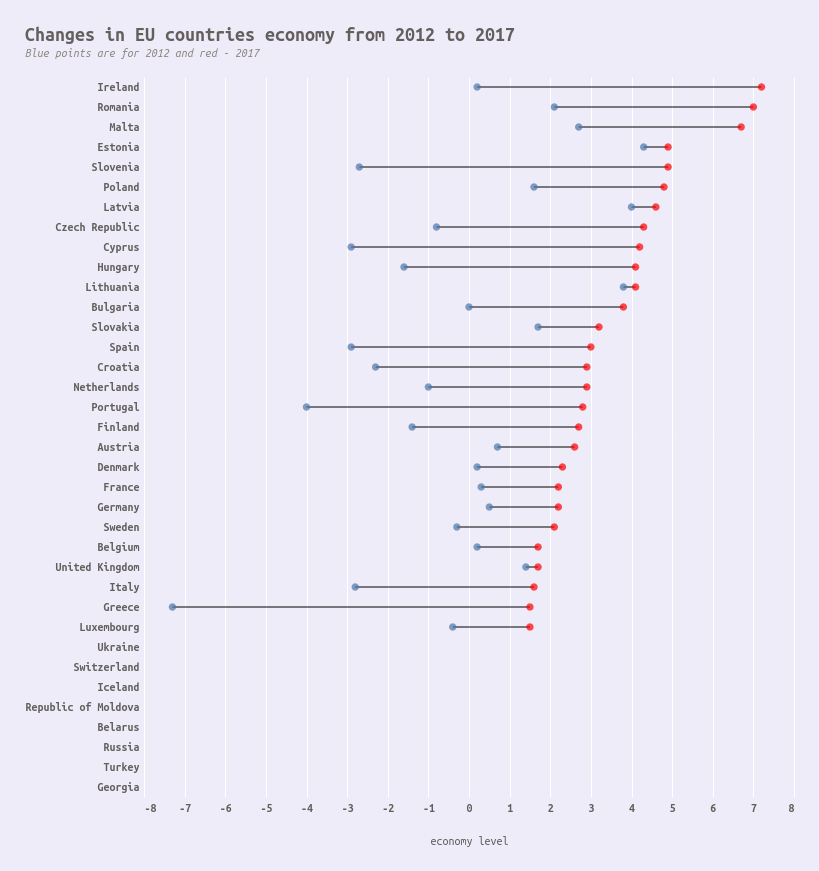 Changes in EU countries economy from 2012 to 2017
Blue points are for 2012 and red - 2017
Ireland
Romania
Malta
Estonia
Slovenia
Poland
Latvia
Czech Republic
Cyprus
Hungary
Lithuania
Bulgaria
Slovakia
Spain
Croatia
Netherlands
Portugal
Finland
Austria
Denmark
France
Germany
Sweden
Belgium
United Kingdom
Italy
Greece
Luxembourg
Ukraine
Switzerland
Iceland
Republic of Moldova
Belarus
Russia
Turkey
Georgia
-8 -7 -6 -5 -4 -3 -2 -1 0 1 2 3 4 5 6 7 8
economy level